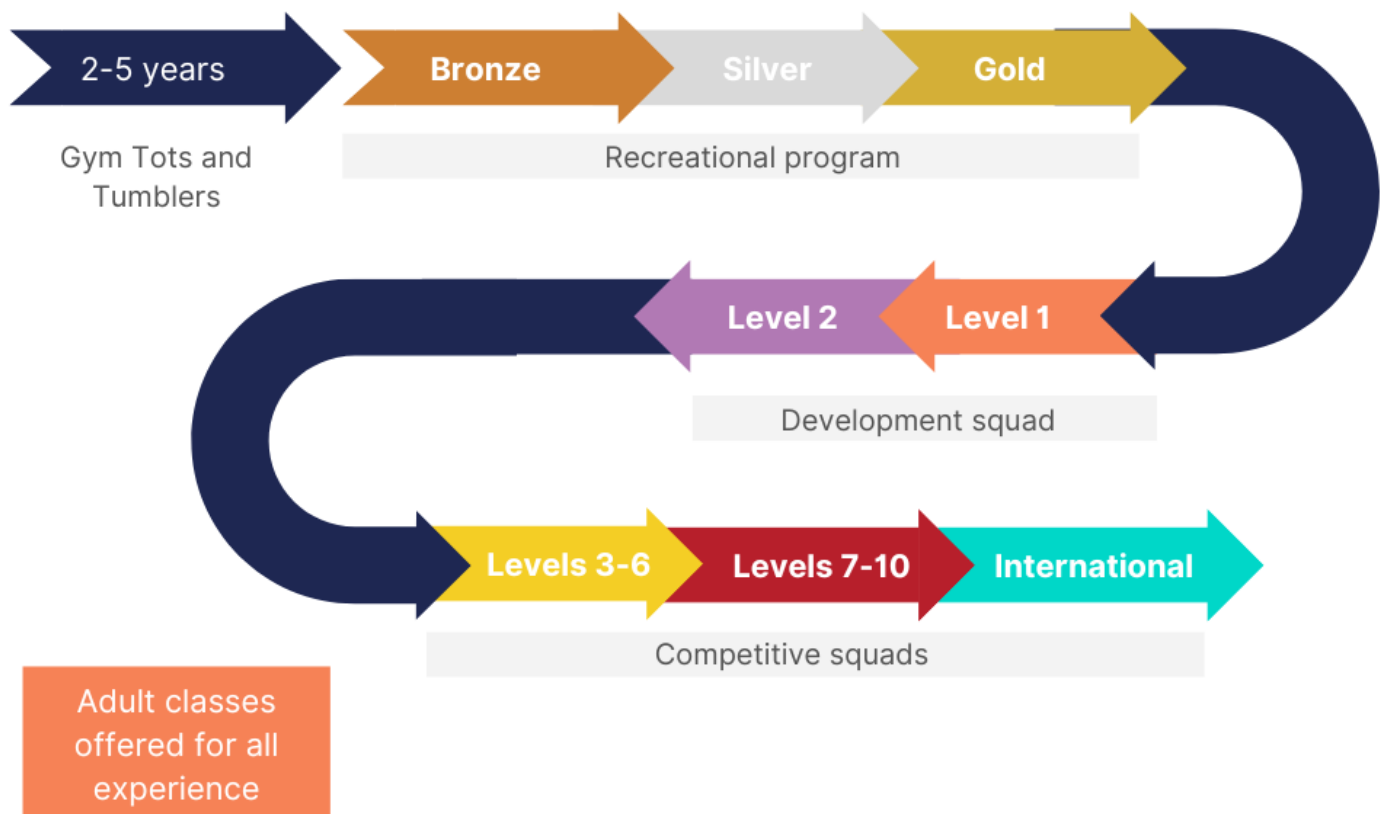 2-5 years
Bronze
Silver
Gold
Gym Tots and
Tumblers
Recreational program
Level 2
Level 1
Development squad
Levels 3-6
Levels 7-10
International
Competitive squads
Adult classes
offered for all
experience